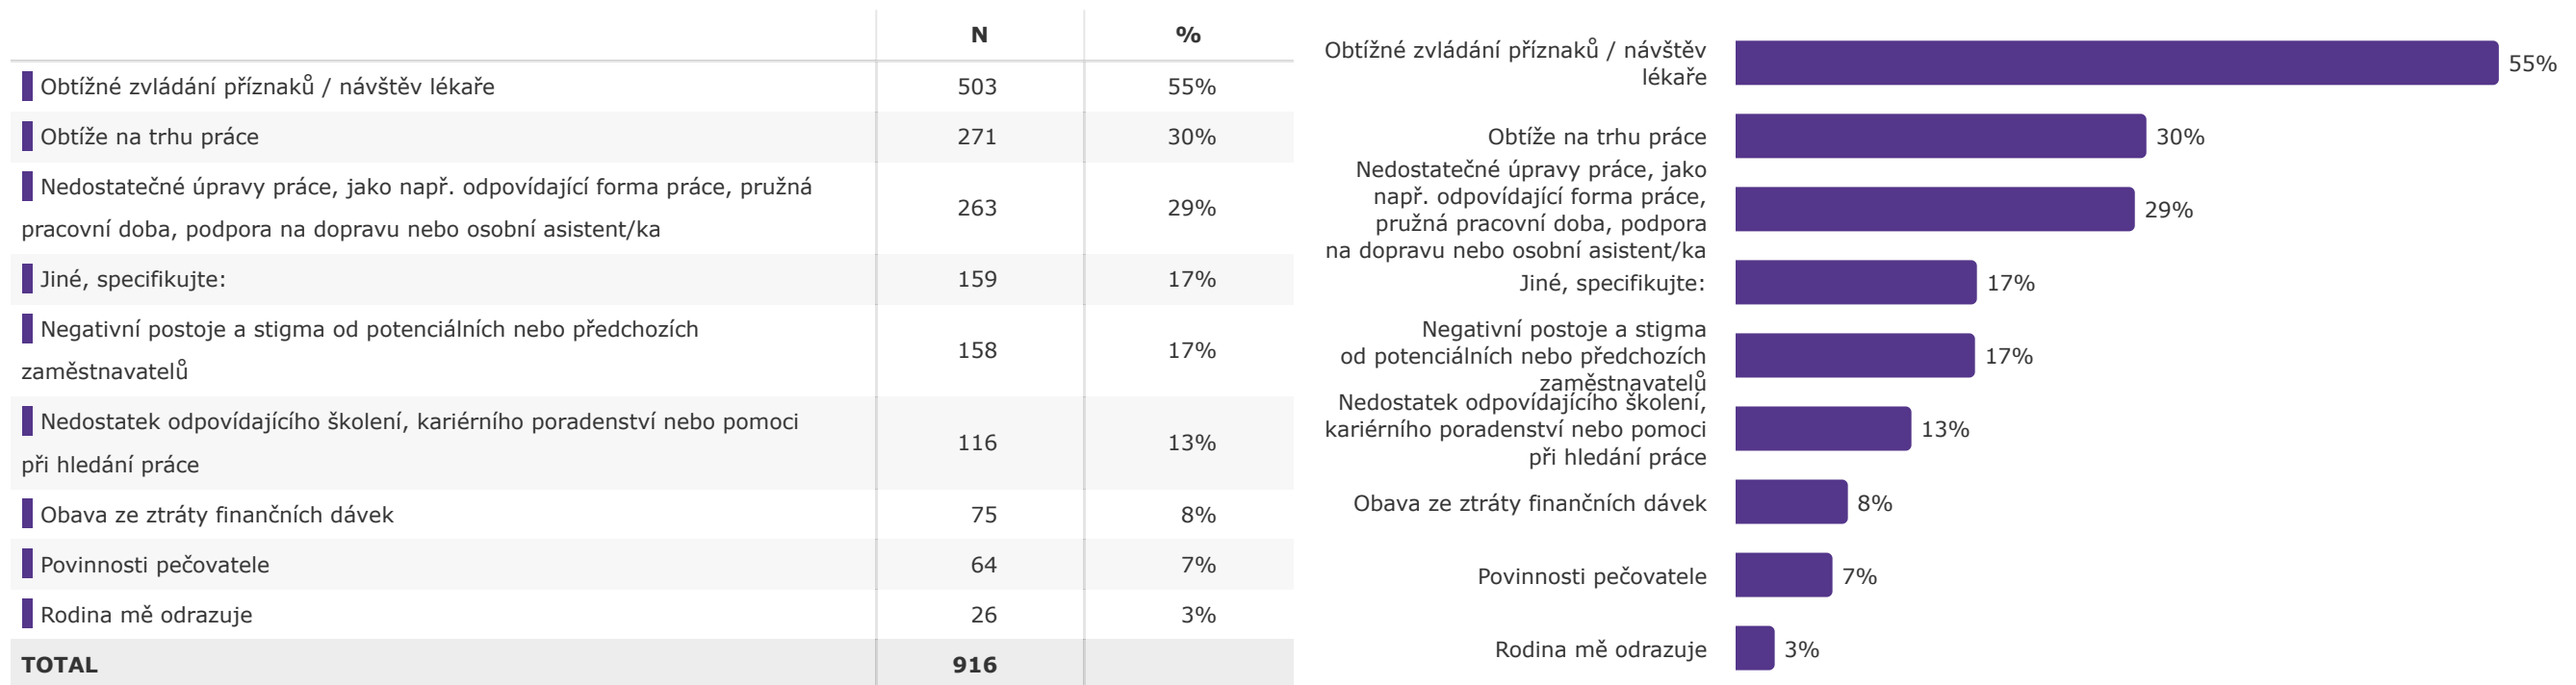 N %
Obtížné zvládání příznaků / návštěv lékaře 503 55%
Obtíže na trhu práce 271 30%
Nedostatečné úpravy práce, jako např. odpovídající forma práce, pružná
pracovní doba, podpora na dopravu nebo osobní asistent/ka 263 29%
Jiné, specifikujte: 159 17%
Negativní postoje a stigma od potenciálních nebo předchozích
zaměstnavatelů 158 17%
Nedostatek odpovídajícího školení, kariérního poradenství nebo pomoci
při hledání práce 116 13%
Obava ze ztráty finančních dávek 75 8%
Povinnosti pečovatele 64 7%
Rodina mě odrazuje 26 3%
TOTAL 916
Obtížné zvládání příznaků / návštěv
lékaře 55%
Obtíže na trhu práce 30%
Nedostatečné úpravy práce, jako
např. odpovídající forma práce,
pružná pracovní doba, podpora
na dopravu nebo osobní asistent/ka 29%
Jiné, specifikujte: 17%
Negativní postoje a stigma
od potenciálních nebo předchozích
zaměstnavatelů 17%
Nedostatek odpovídajícího školení,
kariérního poradenství nebo pomoci
při hledání práce 13%
Obava ze ztráty finančních dávek 8%
Povinnosti pečovatele 7%
Rodina mě odrazuje 3%